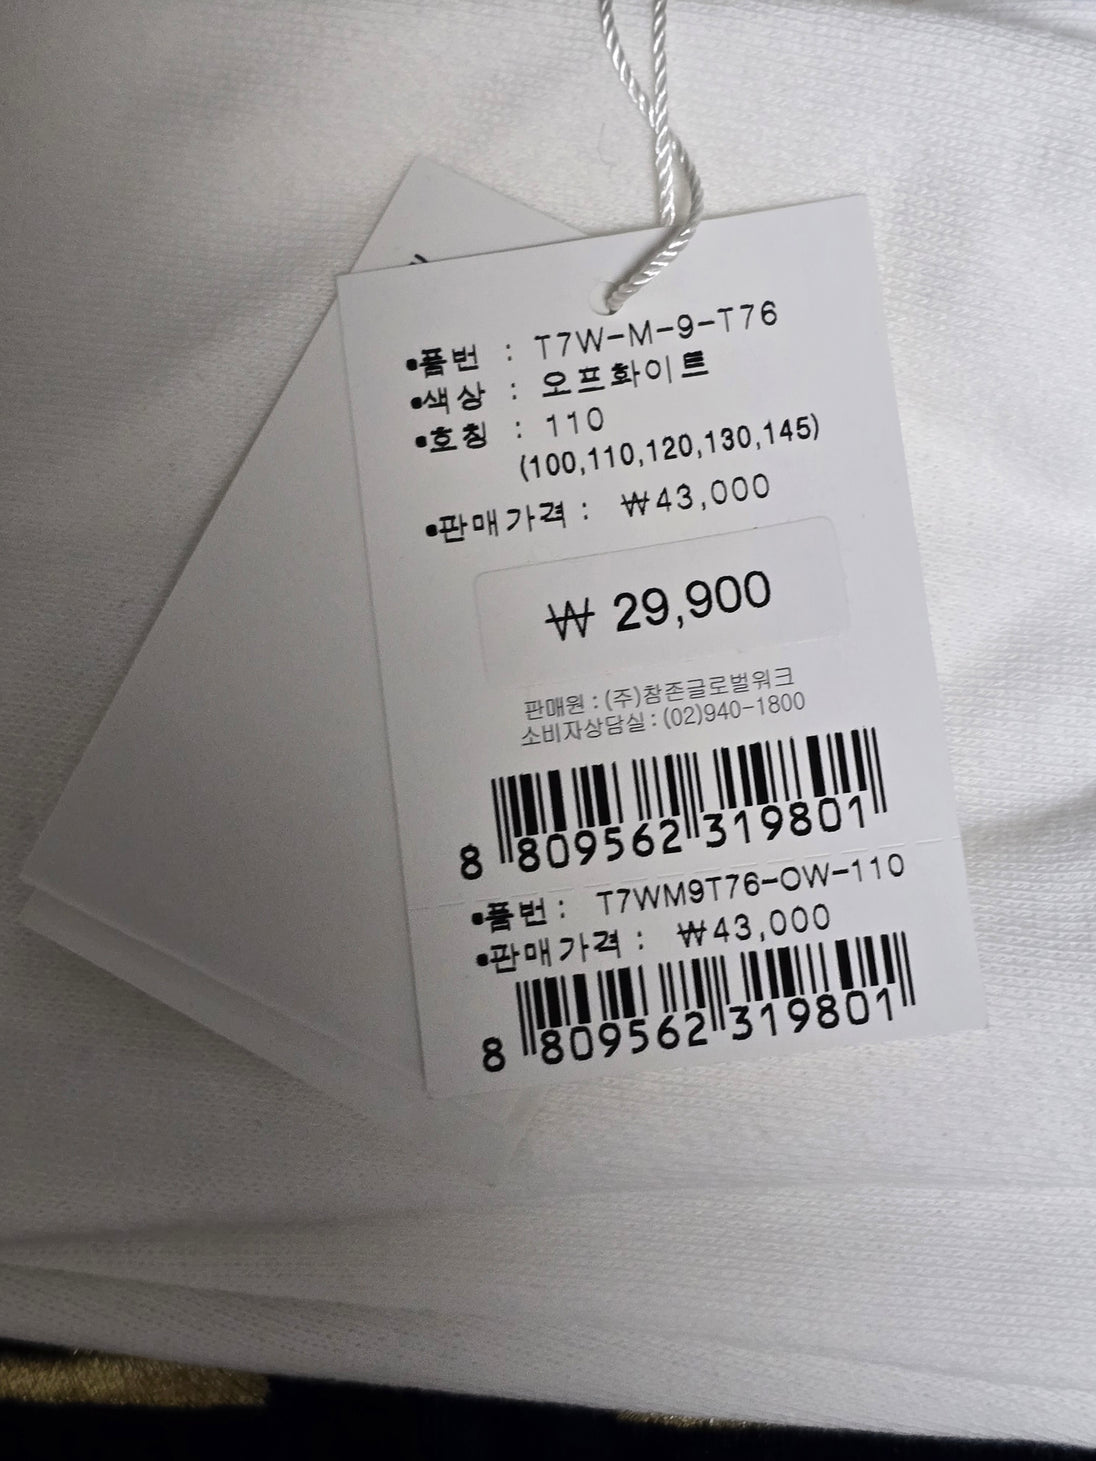 •품번 : T7W-M-9-T76
•색상 : 오프화이트
•호칭 : 110
(100,110,120,130,145)
•판매가격 : ₩43,000
₩ 29,900
판매원 : (주)참존글로벌워크
소비자상담실 : (02)940-1800
8 809562 319801
•품번 : T7WM9T76-OW-110
•판매가격 : ₩43,000
8 809562 319801